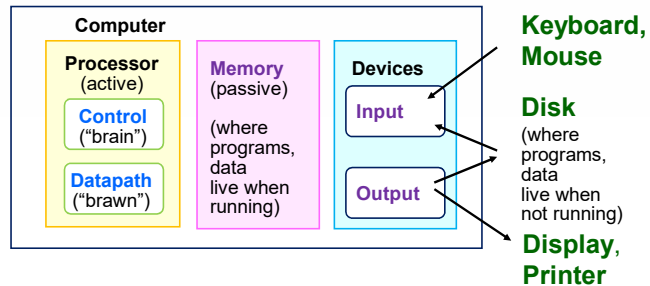 Computer
Processor
(active)
Control
(“brain”)
Datapath
(“brawn”)
Memory
(passive)
(where
programs,
data
live when
running)
Devices
Input
Output
Keyboard,
Mouse
Disk
(where
programs,
data
live when
not running)
Display,
Printer